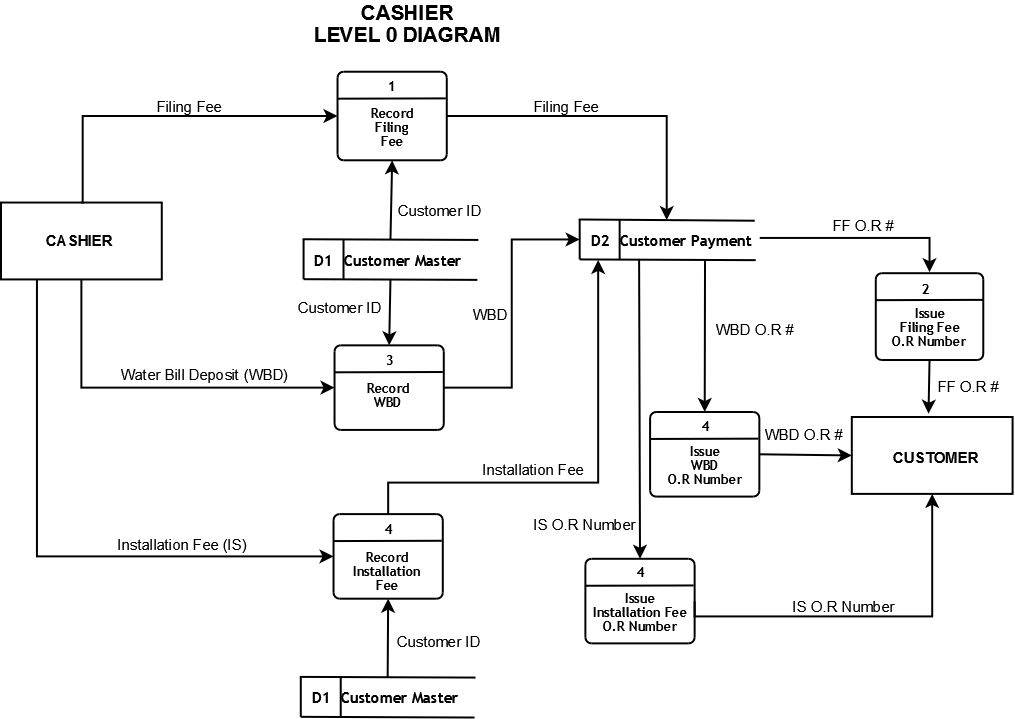 CASHIER
LEVEL 0 DIAGRAM
1
Record
Filing
Fee
Filing Fee
Filing Fee
Customer ID
CASHIER
D1 Customer Master
D2 Customer Payment
FF O.R #
2
Issue
Filing Fee
O.R Number
Customer ID
WBD
WBD O.R #
3
Record
WBD
Water Bill Deposit (WBD)
FF O.R #
4
Issue
WBD
O.R Number
WBD O.R #
CUSTOMER
Installation Fee
4
Record
Installation
Fee
Installation Fee (IS)
IS O.R Number
4
Issue
Installation Fee
O.R Number
IS O.R Number
Customer ID
D1 Customer Master